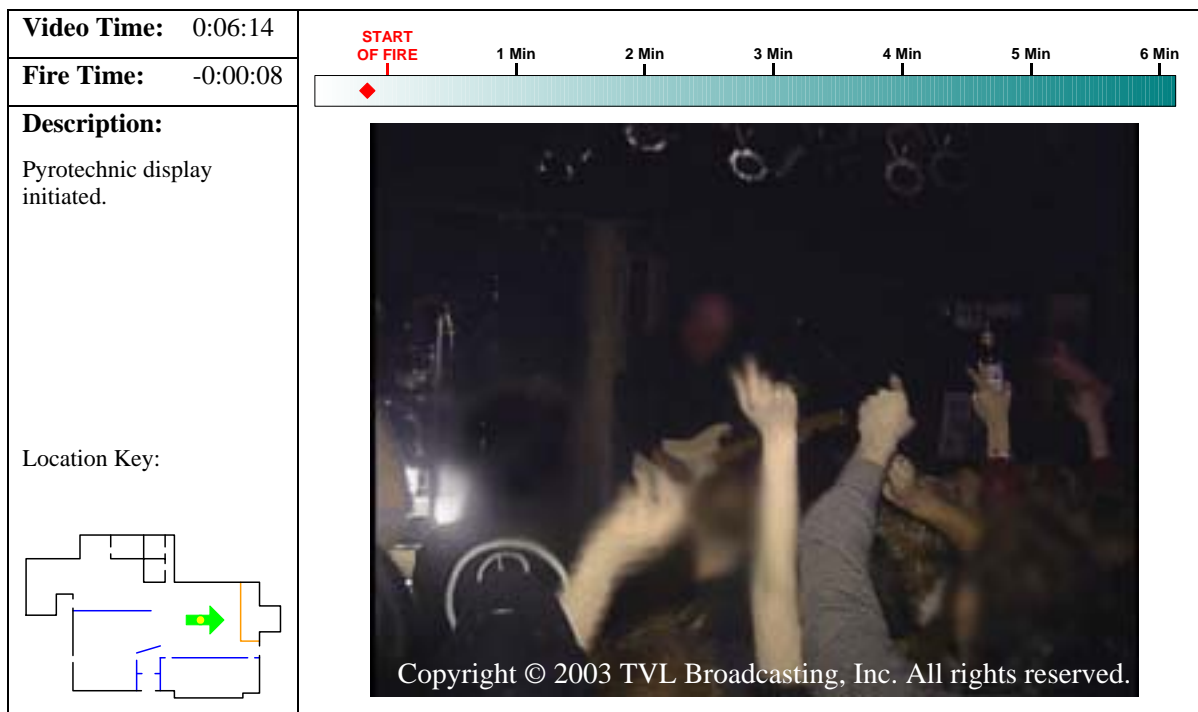 Video Time: 0:06:14
Fire Time: -0:00:08
Description:
Pyrotechnic display
initiated.
Location Key:
START
OF FIRE
1 Min
2 Min
3 Min
4 Min
5 Min
6 Min
Copyright © 2003 TVL Broadcasting, Inc. All rights reserved.